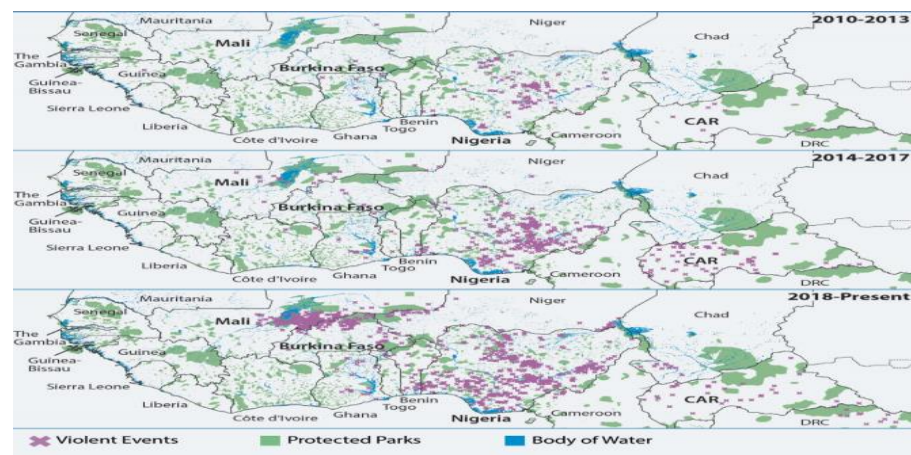 2010-2013
Mauritania
Niger
Senegal
Mali
Chad
The
Gambia
Burkina Faso
Guinea-
Bissau
Guinea
CAR
Sierra Leone
Benin
Liberia
Togo
Cameroon
Côte d'Ivoire
Ghana
Nigeria
DRC
2014-2017
Mauritania
Niger
Senegal
Mali
Chad
The
Gambia
Burkina Faso
Guinea-
Bissau
Guinea
CAR
Sierra Leone
Benin
Liberia
Togo
Cameroon
Côte d'Ivoire
Ghana
Nigeria
DRC
2018-Present
Mauritania
Niger
Senegal
Mali
Chad
The
Gambia
Burkina Faso
Guinea-
Bissau
Guinea
CAR
Sierra Leone
Benin
Liberia
Togo
Cameroon
Côte d'Ivoire
Ghana
Nigeria
DRC
Violent Events
Protected Parks
Body of Water